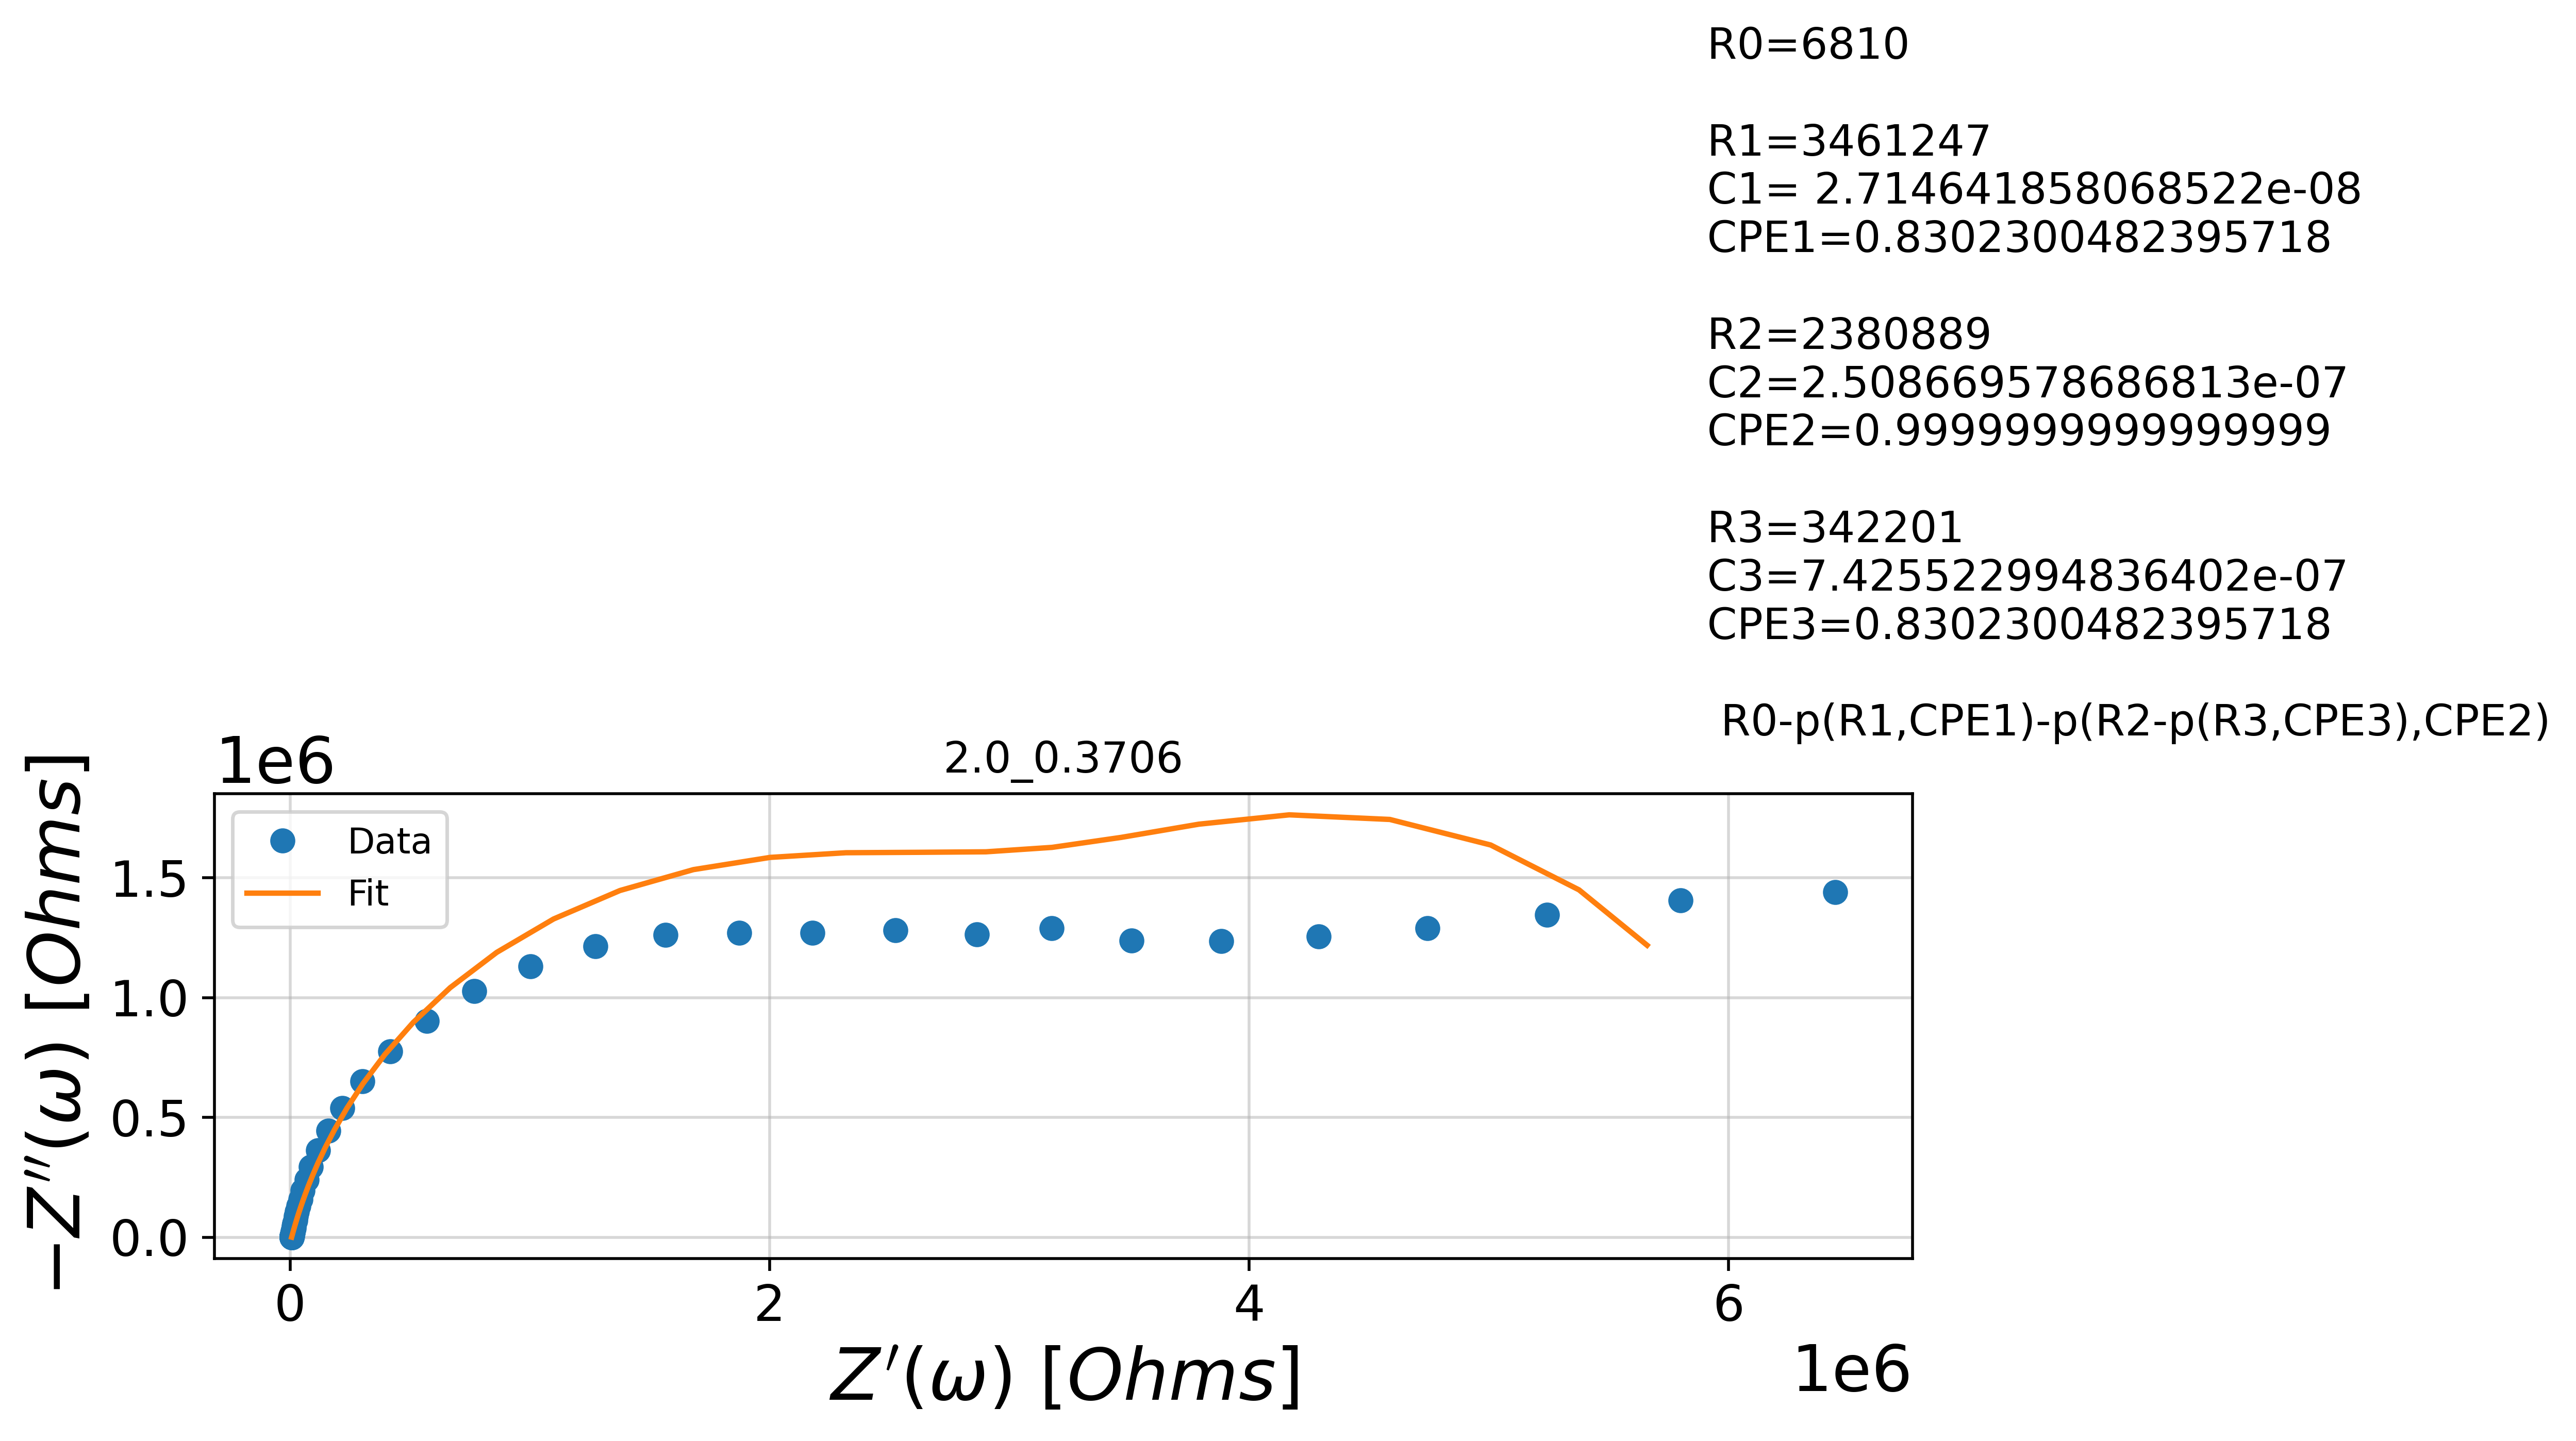 R0=6810
R1=3461247
C1= 2.714641858068522e-08
CPE1=0.8302300482395718
R2=2380889
C2=2.508669578686813e-07
CPE2=0.9999999999999999
R3=342201
C3=7.425522994836402e-07
CPE3=0.8302300482395718
R0-p(R1,CPE1)-p(R2-p(R3,CPE3),CPE2)
1e6
2.0_0.3706
Data
Fit
1.5
1.0
0.5
0.0
−Z′′(ω) [Ohms]
0 2 4 6
1e6
Z′(ω) [Ohms]